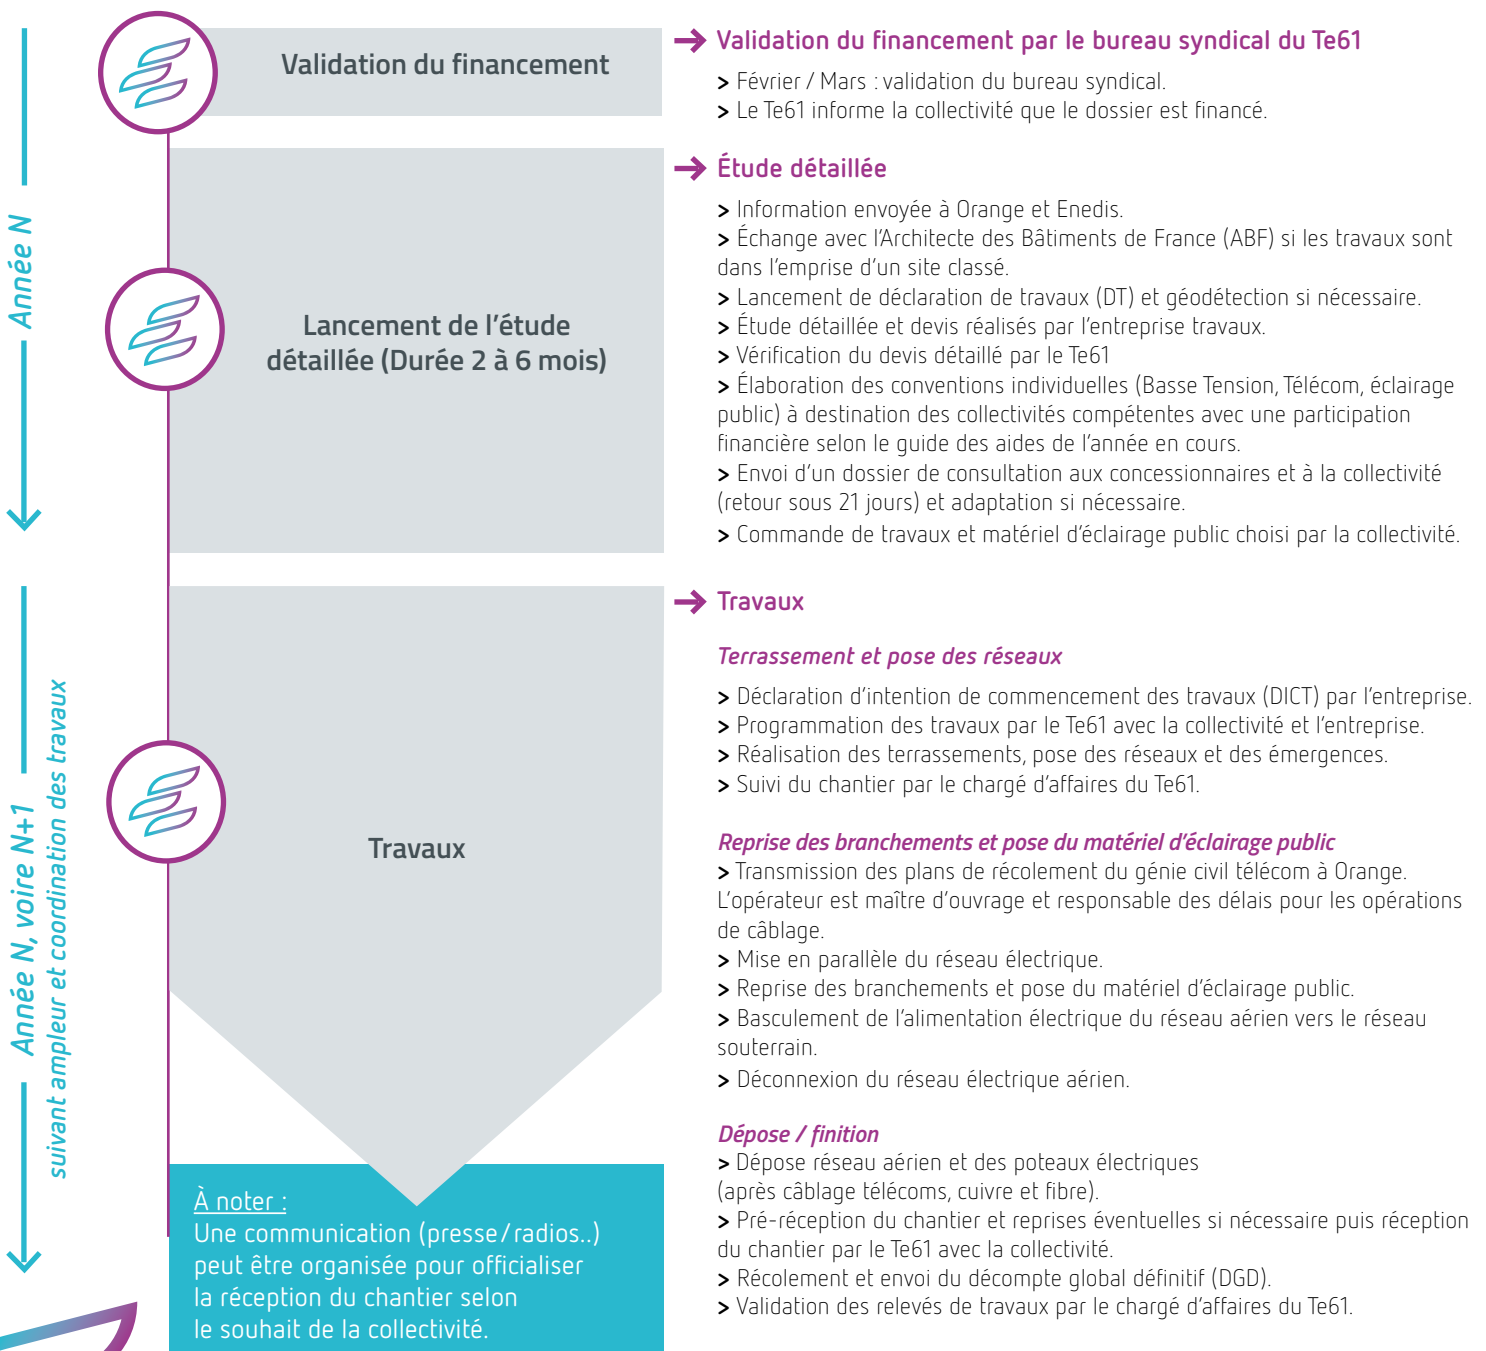 Année N
Validation du financement
→ Validation du financement par le bureau syndical du Te61
> Février / Mars : validation du bureau syndical.
> Le Te61 informe la collectivité que le dossier est financé.
Lancement de l'étude
détaillée (Durée 2 à 6 mois)
→ Étude détaillée
> Information envoyée à Orange et Enedis.
> Échange avec l'Architecte des Bâtiments de France (ABF) si les travaux sont
dans l'emprise d'un site classé.
> Lancement de déclaration de travaux (DT) et géodétection si nécessaire.
> Étude détaillée et devis réalisés par l'entreprise travaux.
> Vérification du devis détaillé par le Te61
> Élaboration des conventions individuelles (Basse Tension, Télécom, éclairage
public) à destination des collectivités compétentes avec une participation
financière selon le guide des aides de l'année en cours.
> Envoi d'un dossier de consultation aux concessionnaires et à la collectivité
(retour sous 21 jours) et adaptation si nécessaire.
> Commande de travaux et matériel d'éclairage public choisi par la collectivité.
Année N, voire N+1
suivant ampleur et coordination des travaux
Travaux
→ Travaux
Terrassement et pose des réseaux
> Déclaration d'intention de commencement des travaux (DICT) par l'entreprise.
> Programmation des travaux par le Te61 avec la collectivité et l'entreprise.
> Réalisation des terrassements, pose des réseaux et des émergences.
> Suivi du chantier par le chargé d'affaires du Te61.
Reprise des branchements et pose du matériel d'éclairage public
> Transmission des plans de récolement du génie civil télécom à Orange.
L'opérateur est maître d'ouvrage et responsable des délais pour les opérations
de câblage.
> Mise en parallèle du réseau électrique.
> Reprise des branchements et pose du matériel d'éclairage public.
> Basculement de l'alimentation électrique du réseau aérien vers le réseau
souterrain.
> Déconnexion du réseau électrique aérien.
Dépose / finition
> Dépose réseau aérien et des poteaux électriques
(après câblage télécoms, cuivre et fibre).
> Pré-réception du chantier et reprises éventuelles si nécessaire puis réception
du chantier par le Te61 avec la collectivité.
> Récolement et envoi du décompte global définitif (DGD).
> Validation des relevés de travaux par le chargé d'affaires du Te61.
À noter :
Une communication (presse/radios..)
peut être organisée pour officialiser
la réception du chantier selon
le souhait de la collectivité.